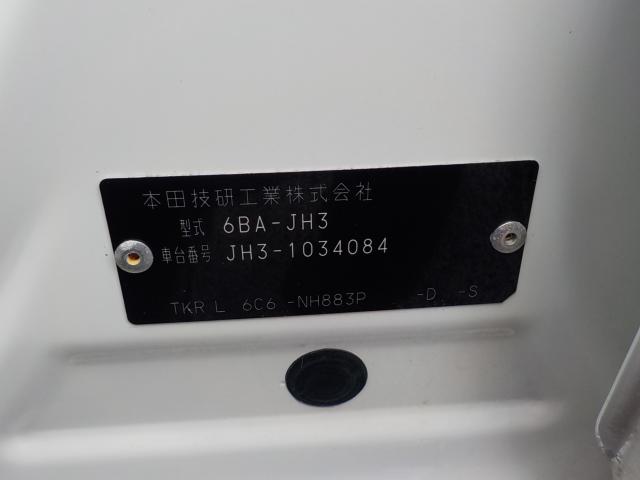 本田技研工業株式会社
型式 6BA-JH3
車台番号 JH3-1034084
TKR L 6C6 -NH883P -D -S